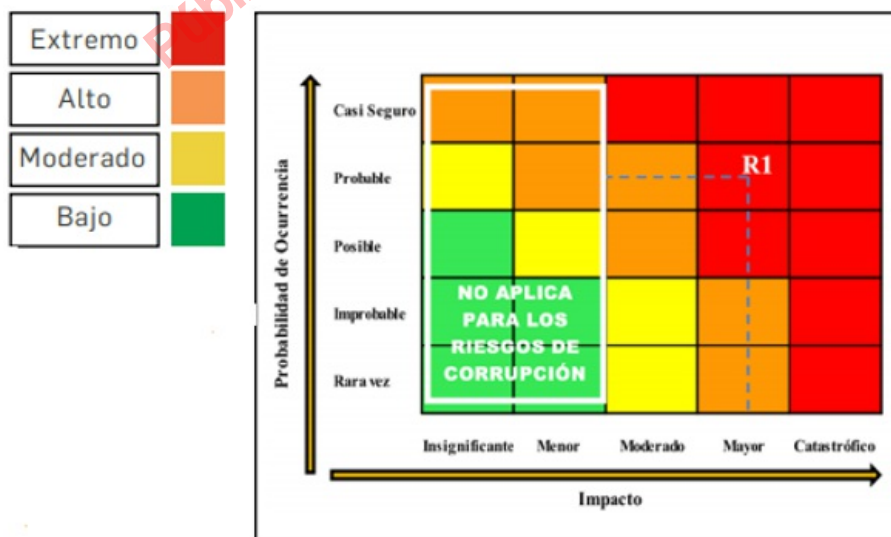 Extremo
Alto
Moderado
Bajo
Públic
Probabilidad de Ocurrencia
Casi Seguro
Probable
Posible
Improbable
Rara vez
R1
NO APLICA
PARA LOS
RIESGOS DE
CORRUPCIÓN
Insignificante Menor Moderado Mayor Catastrófico
Impacto